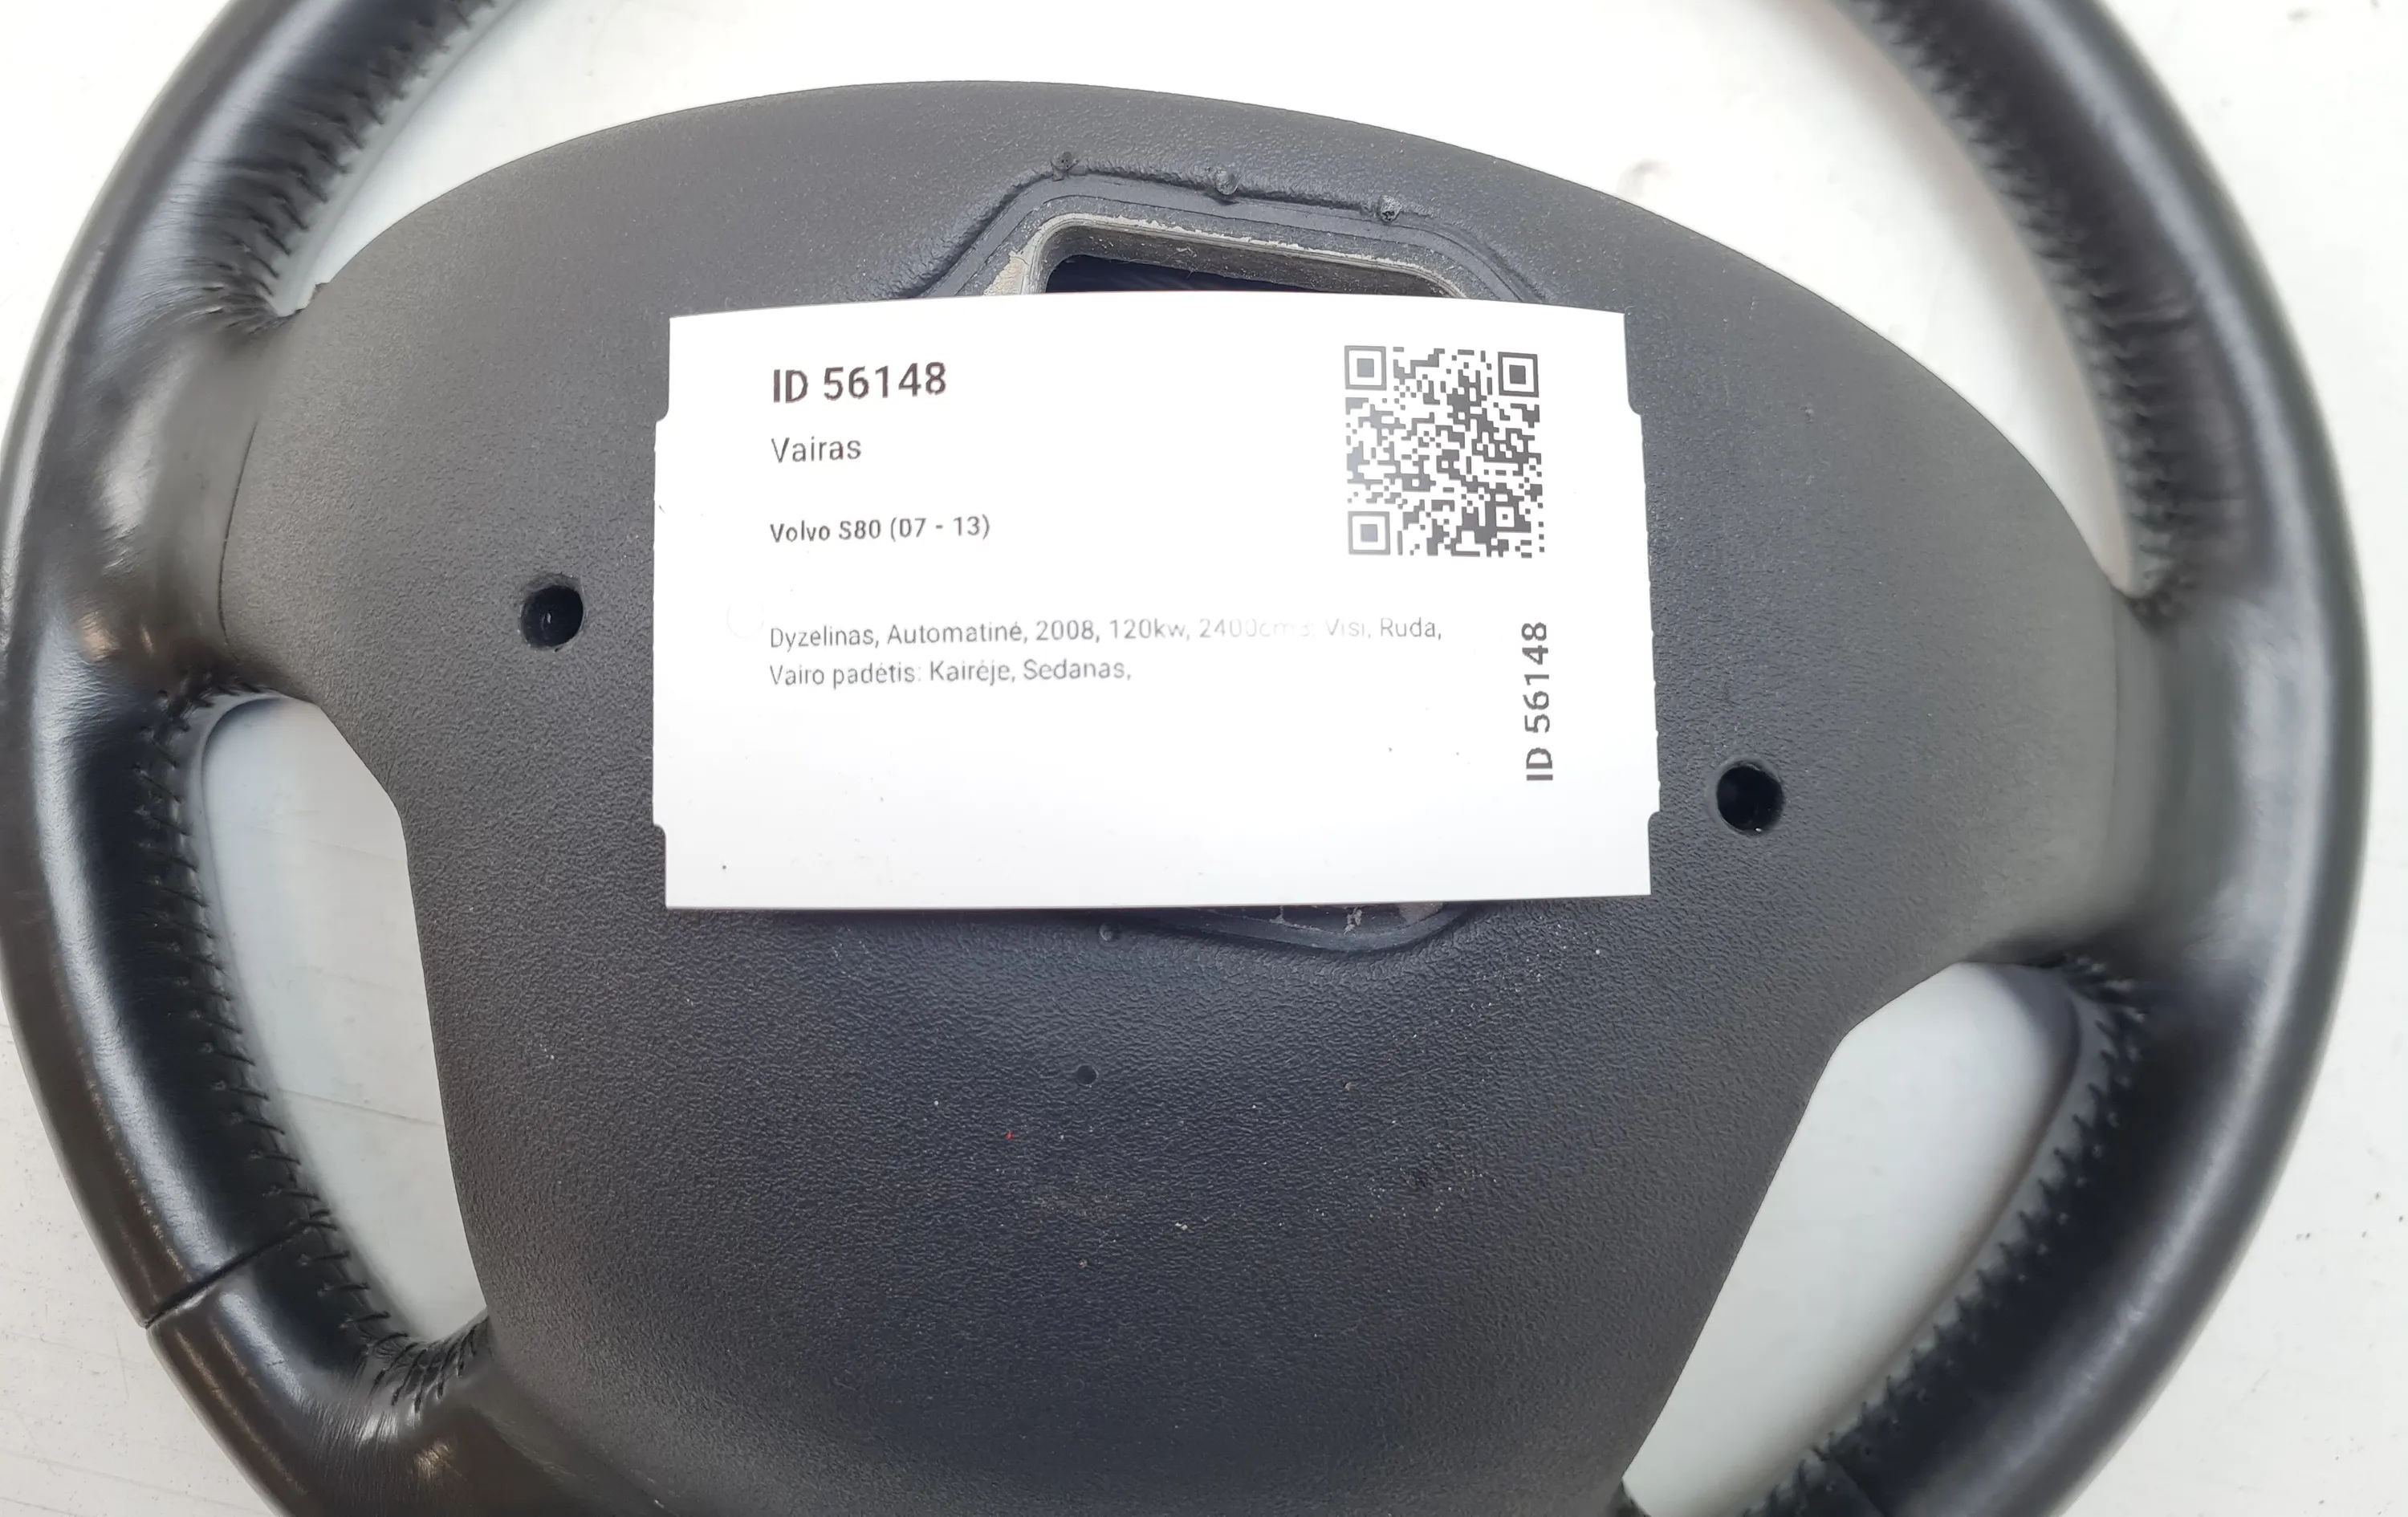 ID 56148
Vairas
Volvo S80 (07 - 13)
Dyzelinas, Automatinė, 2008, 120kw, 2400cm3, Visi, Ruda,
Vairo padėtis: Kairėje, Sedanas,
ID 56148